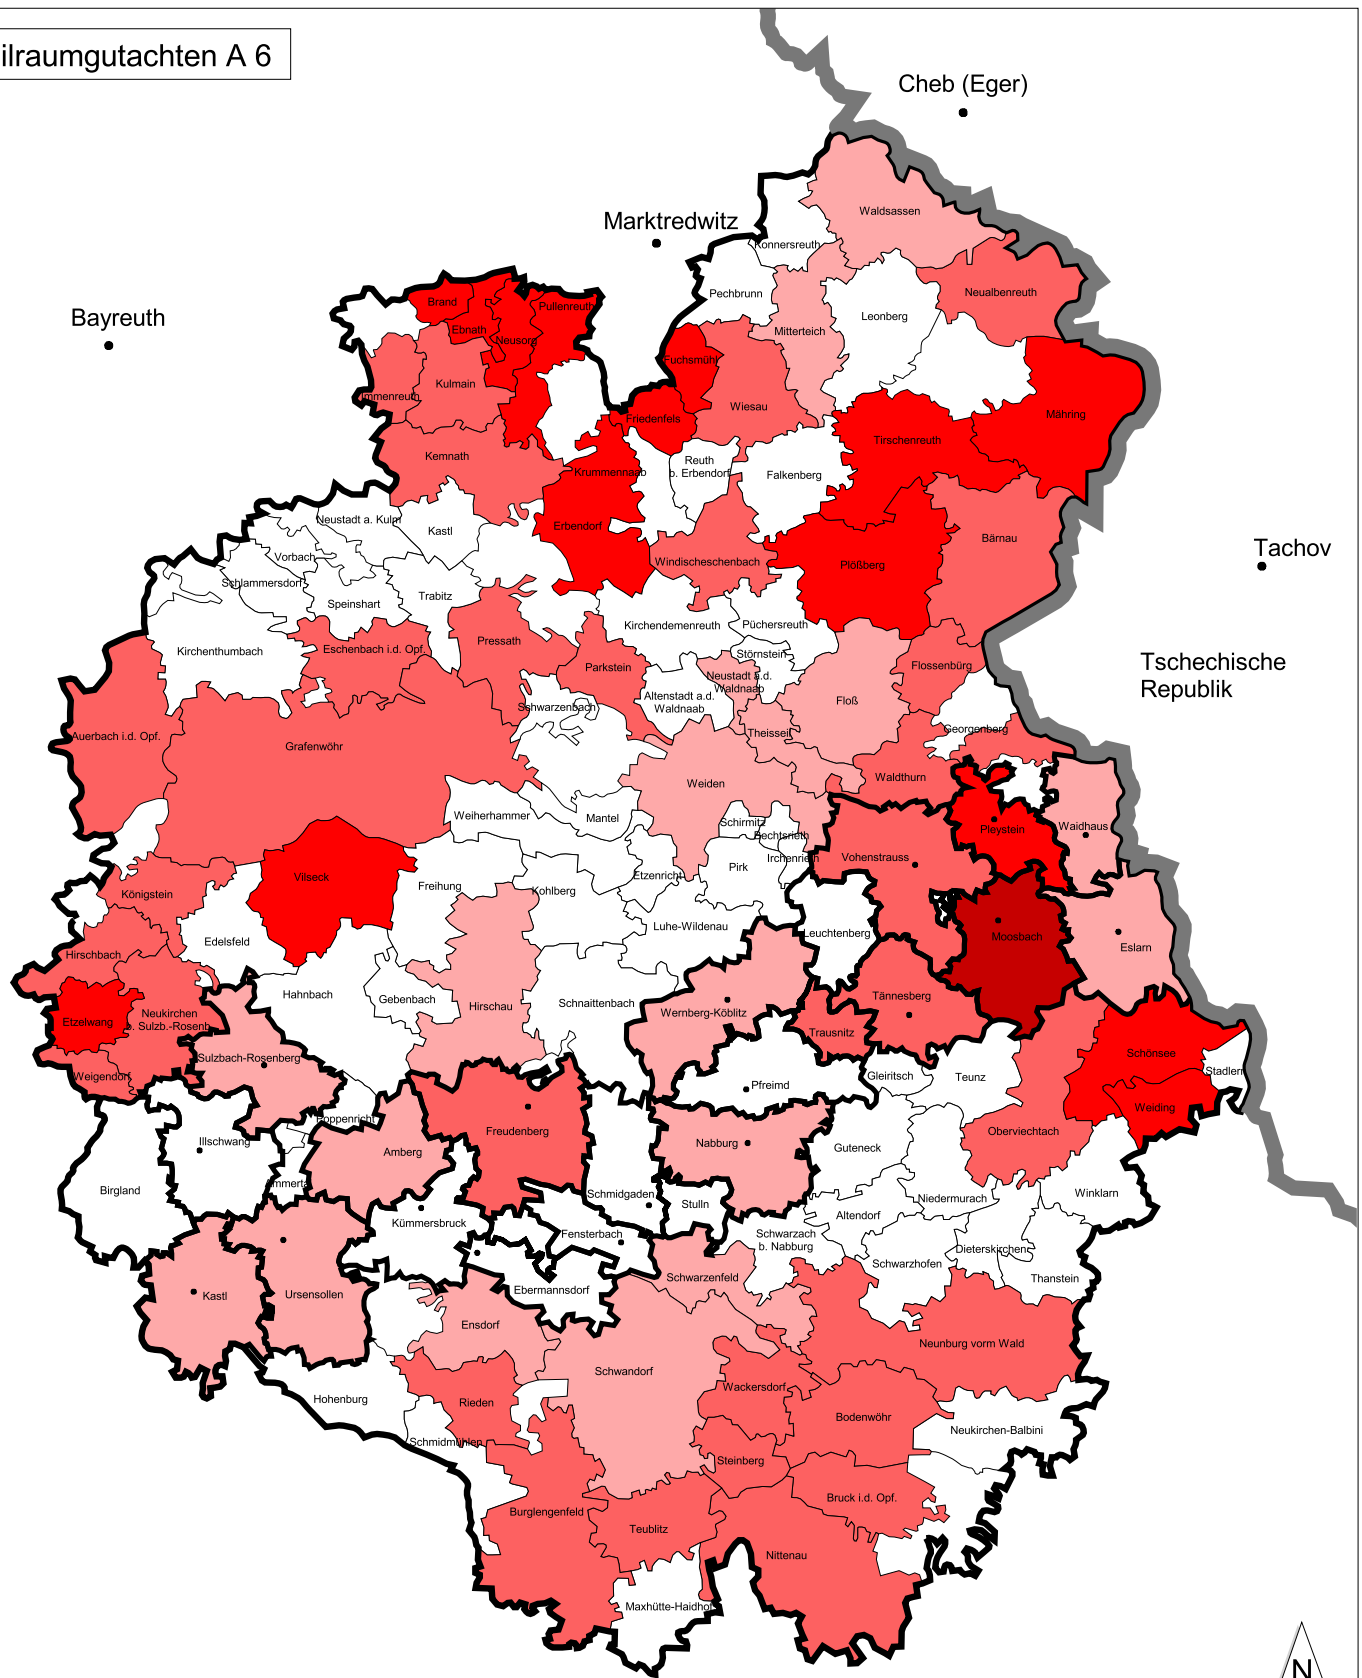 ilraumgutachten A 6
Cheb (Eger)
Marktredwitz
Bayreuth
Tachov
Tschechische
Republik
Waldsassen
Konnersreuth
Neualbenreuth
Pechbrunn
Leonberg
Mitterteich
Brand
Pullenreuth
Ebnath
Neusorg
Fuchsmühl
Kulmain
Immenreuth
Wiesau
Mähring
Friedenfels
Tirschenreuth
Kemnath
Reuth
b. Erbendorf
Krummennaab
Falkenberg
Neustadt a. Kulm
Kastl
Erbendorf
Bärnau
Vorbach
Windischeschenbach
Plößberg
Schlammersdorf
Trabitz
Speinshart
Kirchendemenreuth
Püchersreuth
Kirchenthumbach
Eschenbach i.d. Opf.
Pressath
Störnstein
Parkstein
Flossenbürg
Neustadt a.d.
Waldnaab
Altenstadt a.d.
Waldnaab
Floß
Schwarzenbach
Georgenberg
Theisseil
Auerbach i.d. Opf.
Grafenwöhr
Weiden
Waldthurn
Weiherhammer
Mantel
Schirmitz
Bechtsrieth
Pleystein
Waidhaus
Irchenrieth
Vohenstrauss
Pirk
Vilseck
Etzenricht
Königstein
Freihung
Kohlberg
Luhe-Wildenau
Leuchtenberg
Moosbach
Edelsfeld
Eslarn
Hirschbach
Hahnbach
Gebenbach
Hirschau
Schnaittenbach
Tännesberg
Etzelwang
Neukirchen
b. Sulzb.-Rosenb.
Wernberg-Köblitz
Trausnitz
Sulzbach-Rosenberg
Schönsee
Stadlern
Weigendorf
Pfreimd
Gleiritsch
Teunz
Weiding
Poppenricht
Freudenberg
Oberviechtach
Illschwang
Amberg
Nabburg
Guteneck
Ammerta
Birgland
Schmidgaden
Stulln
Niedermurach
Winklarn
Kümmersbruck
Altendorf
Fensterbach
Schwarzach
b. Nabburg
Dieterskirchen
Schwarzhofen
Schwarzenfeld
Thanstein
Ebermannsdorf
Kastl
Ursensollen
Ensdorf
Neunburg vorm Wald
Schwandorf
Wackersdorf
Hohenburg
Rieden
Bodenwöhr
Neukirchen-Balbini
Schmidmühlen
Steinberg
Bruck i.d. Opf.
Burglengenfeld
Teublitz
Nittenau
Maxhütte-Haidhof
N